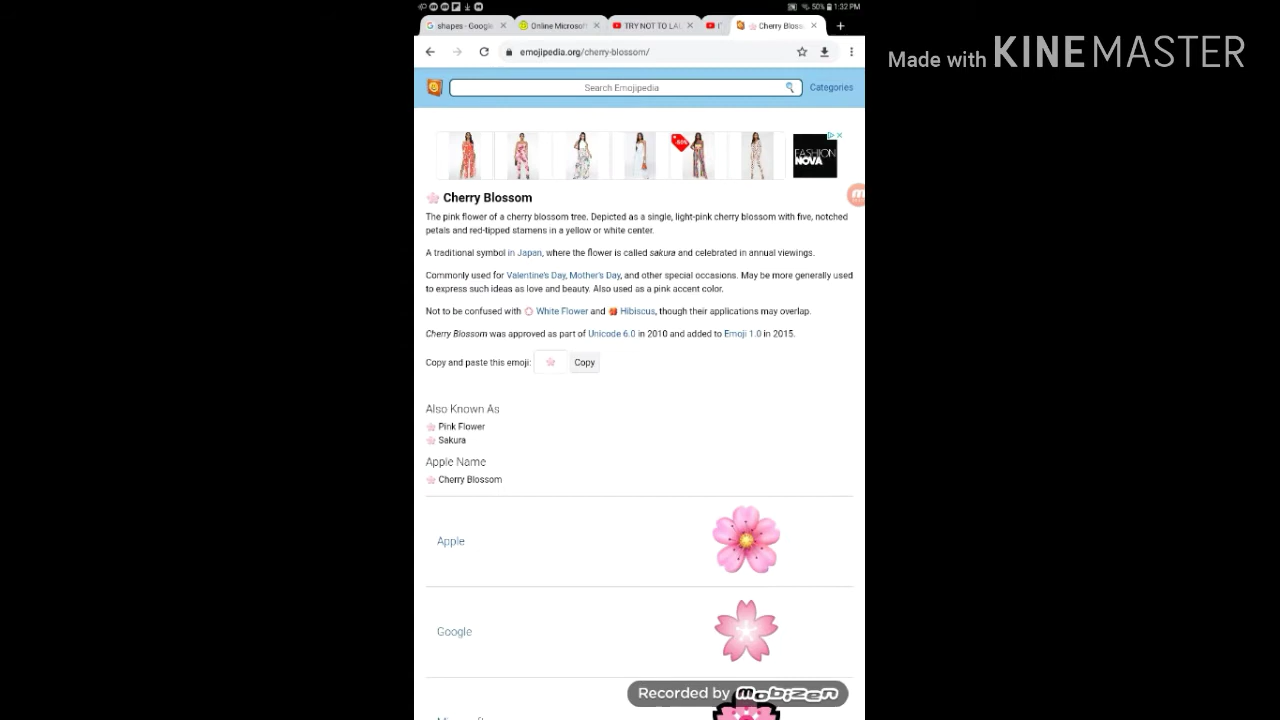 50% 1:32 PM
shapes - Google
Online Microsoft
TRY NOT TO LAU
Cherry Bloss
emojipedia.org/cherry-blossom/
Made with KINEMASTER
Search Emojipedia
Categories
-80%
FASHION
NOVA
Cherry Blossom
The pink flower of a cherry blossom tree. Depicted as a single, light-pink cherry blossom with five, notched
petals and red-tipped stamens in a yellow or white center.
A traditional symbol in Japan, where the flower is called sakura and celebrated in annual viewings.
Commonly used for Valentine's Day, Mother's Day, and other special occasions. May be more generally used
to express such ideas as love and beauty. Also used as a pink accent color.
Not to be confused with White Flower and Hibiscus, though their applications may overlap.
Cherry Blossom was approved as part of Unicode 6.0 in 2010 and added to Emoji 1.0 in 2015.
Copy and paste this emoji: Copy
Also Known As
Pink Flower
Sakura
Apple Name
Cherry Blossom
Apple
Google
Recorded by mobizen